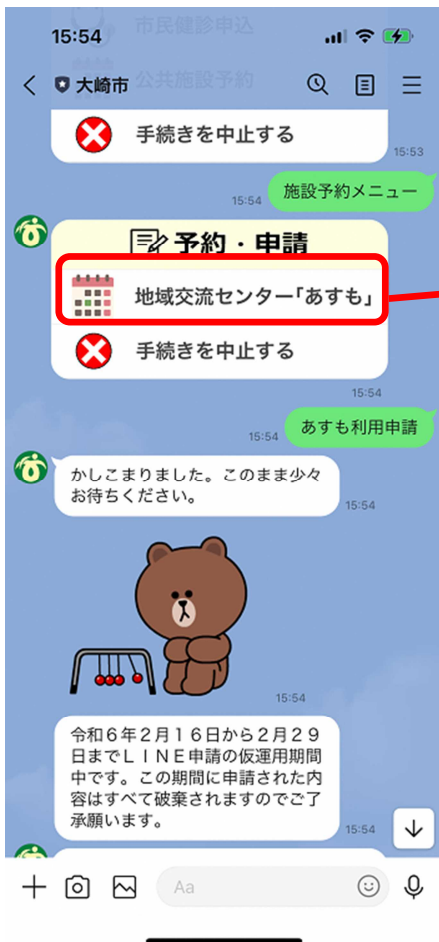 15:54
市民健診申込
大崎市
公共施設予約
手続きを中止する
15:53
施設予約メニュー
15:54
予約・申請
地域交流センター「あすも」
手続きを中止する
15:54
あすも利用申請
15:54
かしこまりました。このまま少々
お待ちください。
15:54
15:54
令和6年2月16日から2月29
日までLINE申請の仮運用期間
中です。この期間に申請された内
容はすべて破棄されますのでご了
承願います。
15:54
Aa